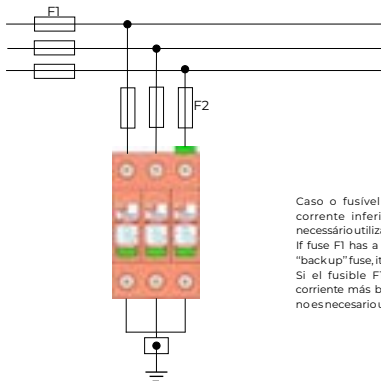 F1
F2
Caso o fusível
corrente inferi
necessário utiliza
If fuse F1 has a
"back up" fuse, it
Si el fusible F1
corriente más b
no es necesario u